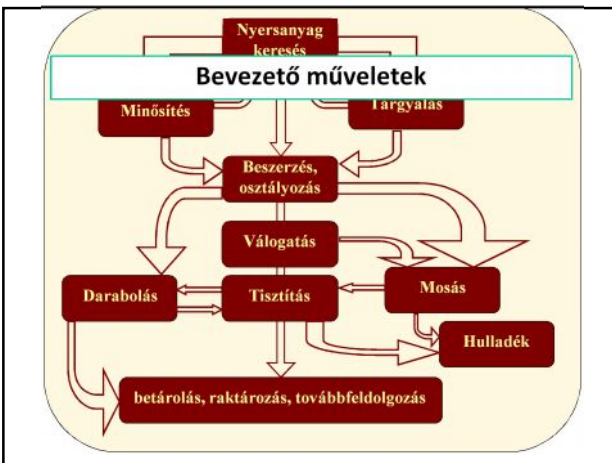 Nyersanyag
keresés
Bevezető műveletek
Minősítés
Tárgyalás
Beszerzés,
osztályozás
Válogatás
Darabolás
Tisztítás
Mosás
Hulladék
betárolás, raktározás, továbbfeldolgozás